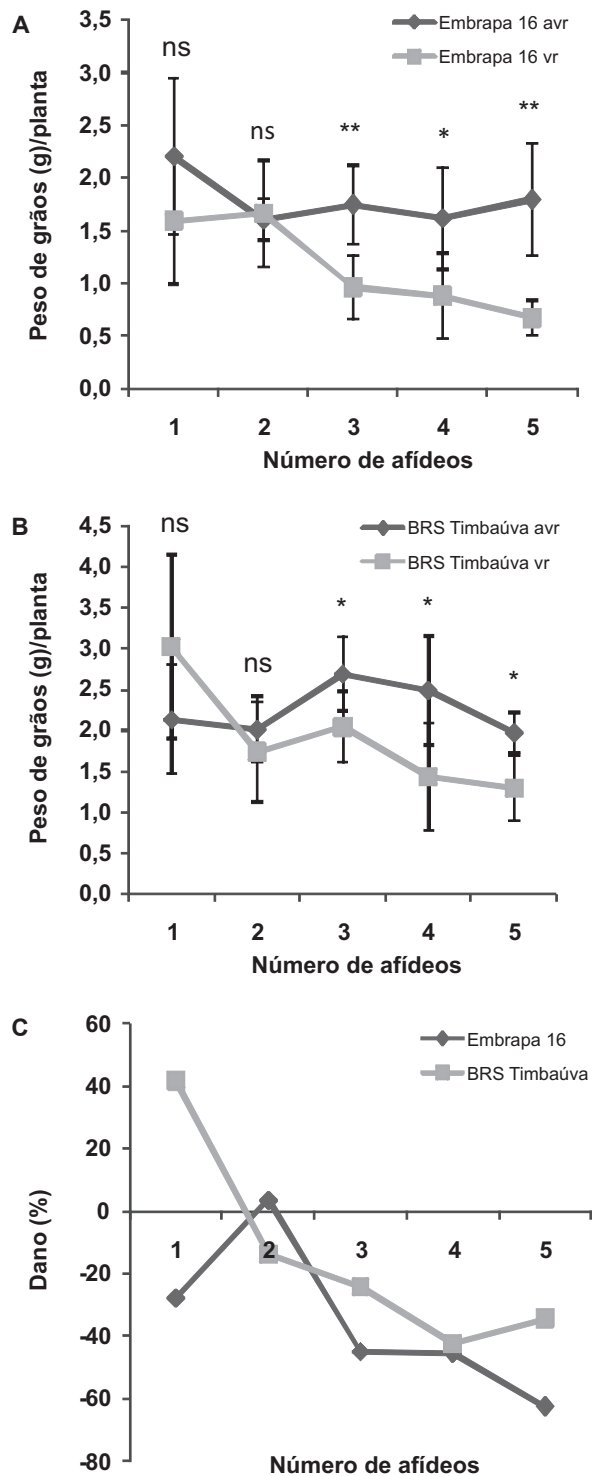 A
Embrapa 16 avr
Embrapa 16 vr
Peso de grãos (g)/planta
3,5
3,0
2,5
2,0
1,5
1,0
0,5
0,0
ns
ns
**
*
**
1 2 3 4 5
Número de afídeos
B
BRS Timbaúva avr
BRS Timbaúva vr
Peso de grãos (g)/planta
4,5
4,0
3,5
3,0
2,5
2,0
1,5
1,0
0,5
0,0
ns
ns
*
*
*
1 2 3 4 5
Número de afídeos
C
Embrapa 16
BRS Timbaúva
Dano (%)
60
40
20
0
-20
-40
-60
-80
1 2 3 4 5
Número de afídeos